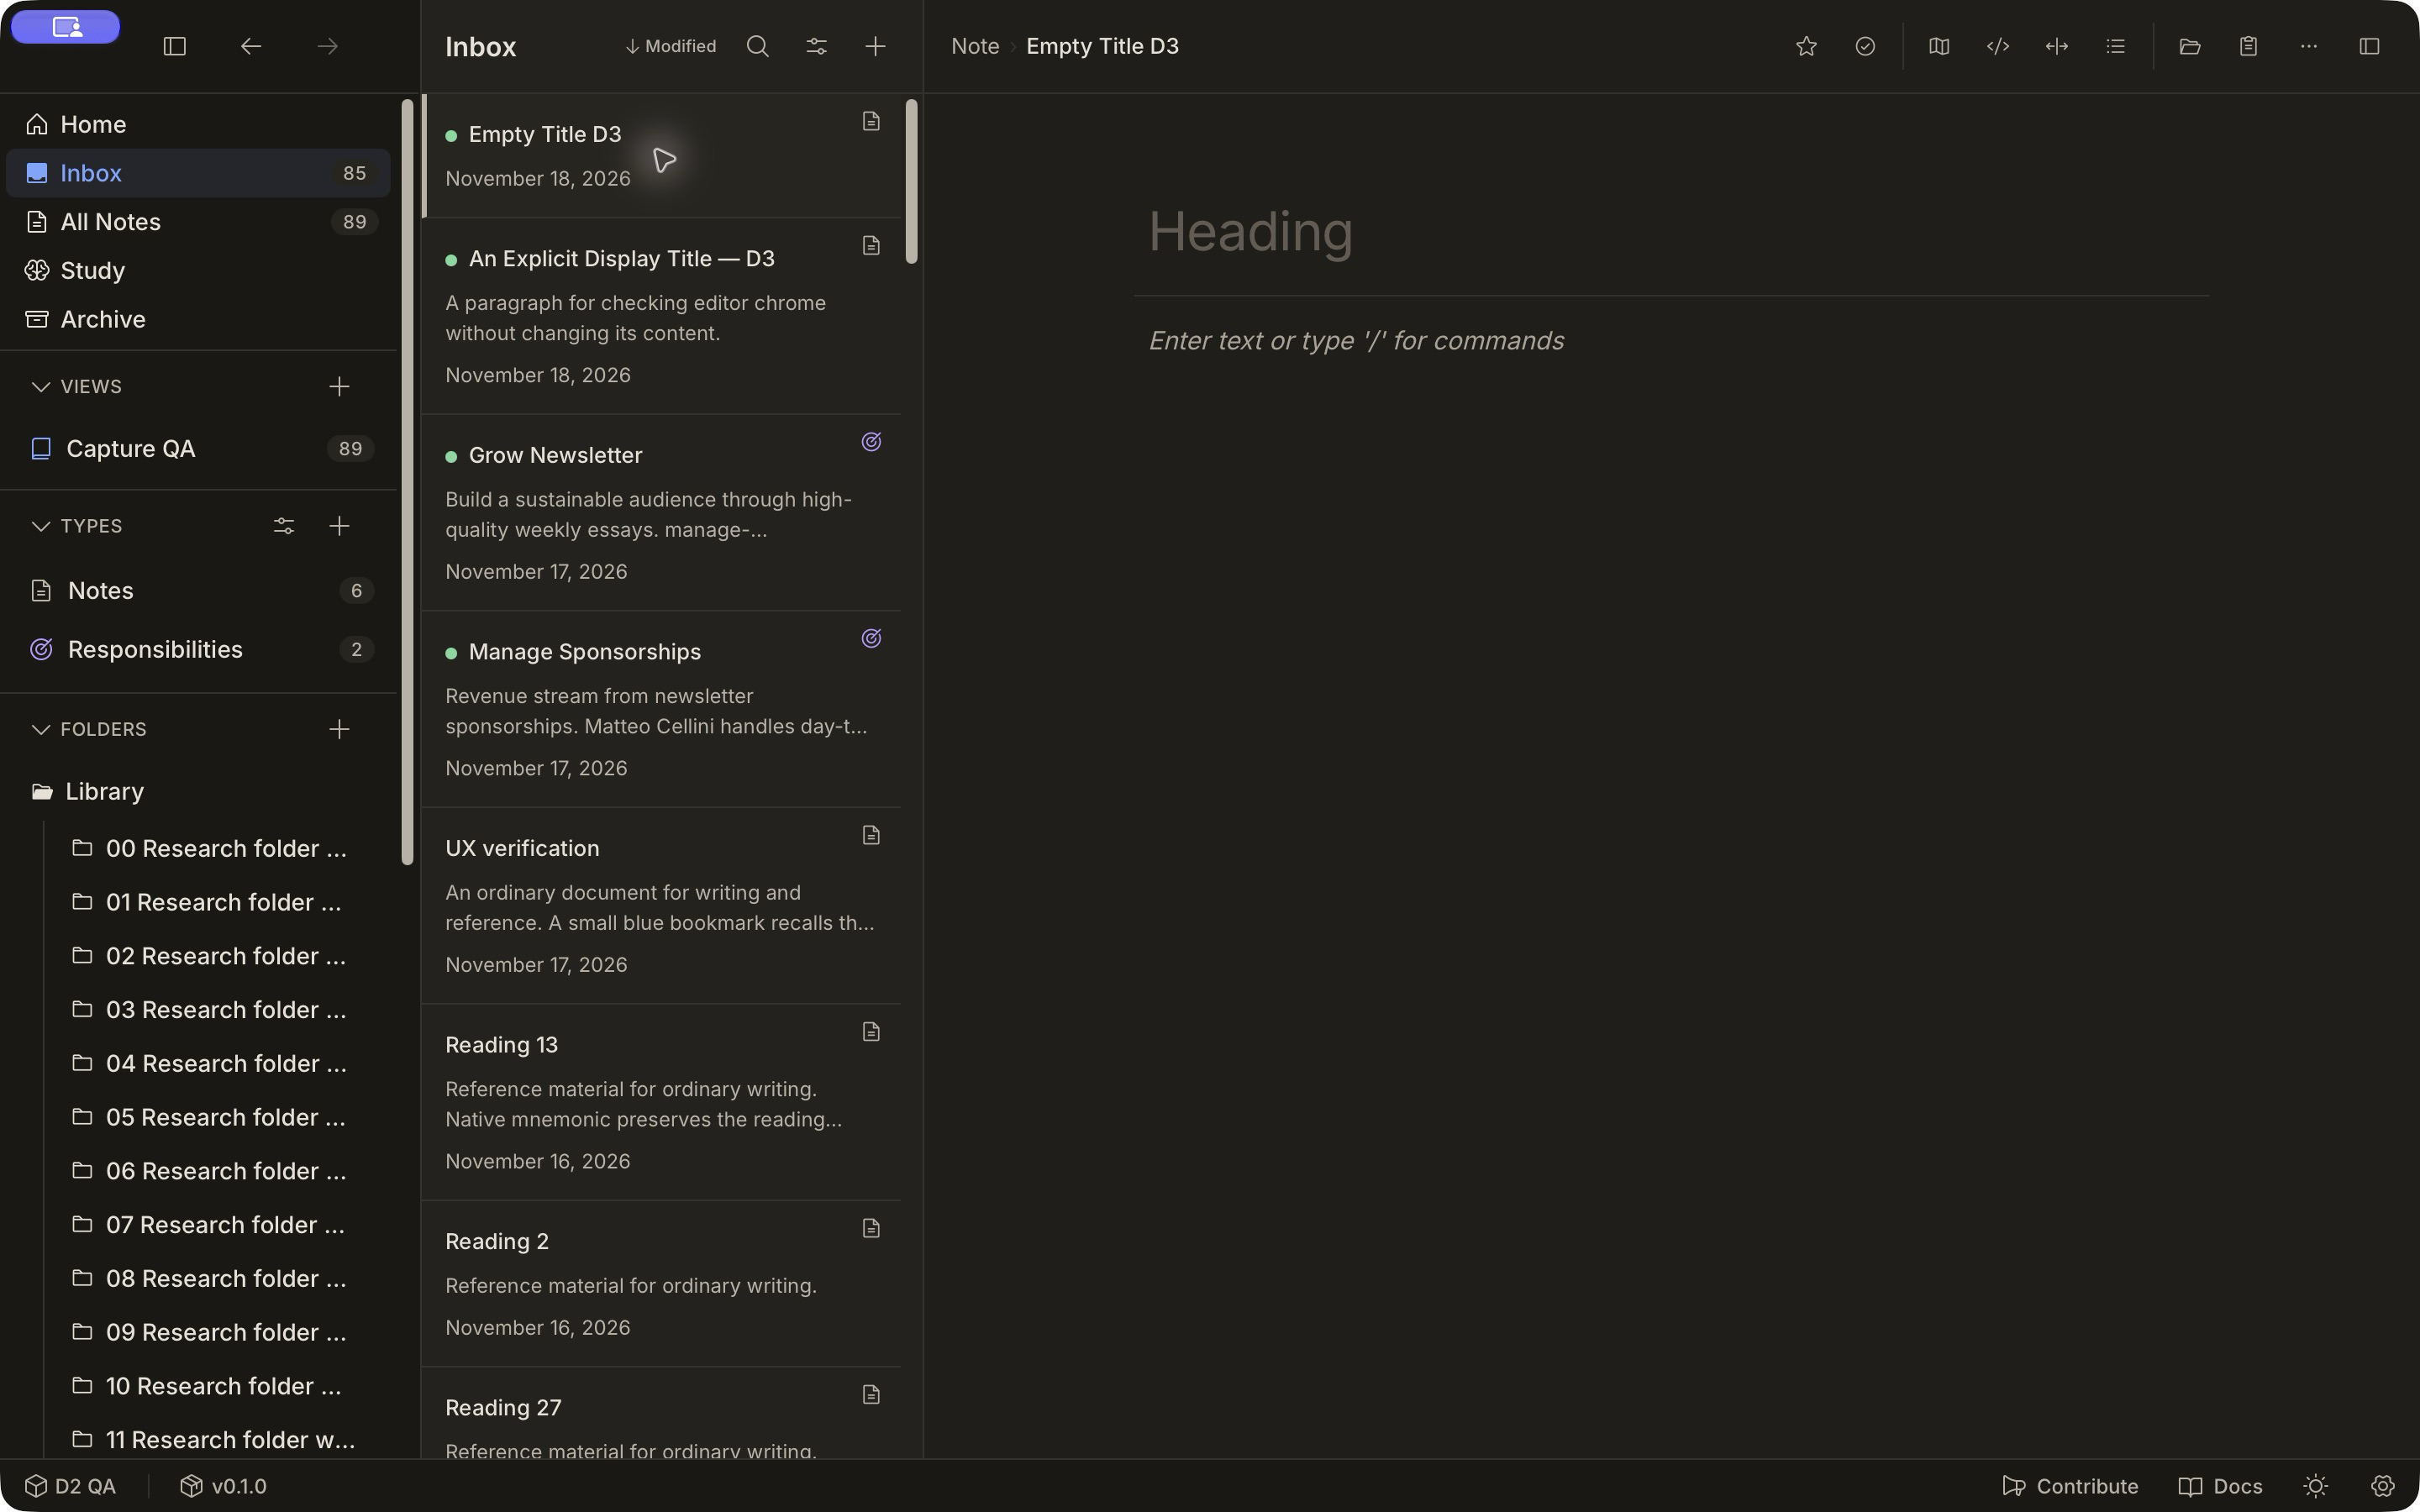 Home
Inbox 85
All Notes 89
Study
Archive
VIEWS
Capture QA 89
TYPES
Notes 6
Responsibilities 2
FOLDERS
Library
00 Research folder ...
01 Research folder ...
02 Research folder ...
03 Research folder ...
04 Research folder ...
05 Research folder ...
06 Research folder ...
07 Research folder ...
08 Research folder ...
09 Research folder ...
10 Research folder ...
11 Research folder w...
Inbox
Modified
Empty Title D3
November 18, 2026
An Explicit Display Title — D3
A paragraph for checking editor chrome
without changing its content.
November 18, 2026
Grow Newsletter
Build a sustainable audience through high-
quality weekly essays. manage-...
November 17, 2026
Manage Sponsorships
Revenue stream from newsletter
sponsorships. Matteo Cellini handles day-t...
November 17, 2026
UX verification
An ordinary document for writing and
reference. A small blue bookmark recalls th...
November 17, 2026
Reading 13
Reference material for ordinary writing.
Native mnemonic preserves the reading...
November 16, 2026
Reading 2
Reference material for ordinary writing.
November 16, 2026
Reading 27
Reference material for ordinary writing.
Note › Empty Title D3
Heading
Enter text or type '/' for commands
D2 QA
v0.1.0
Contribute
Docs